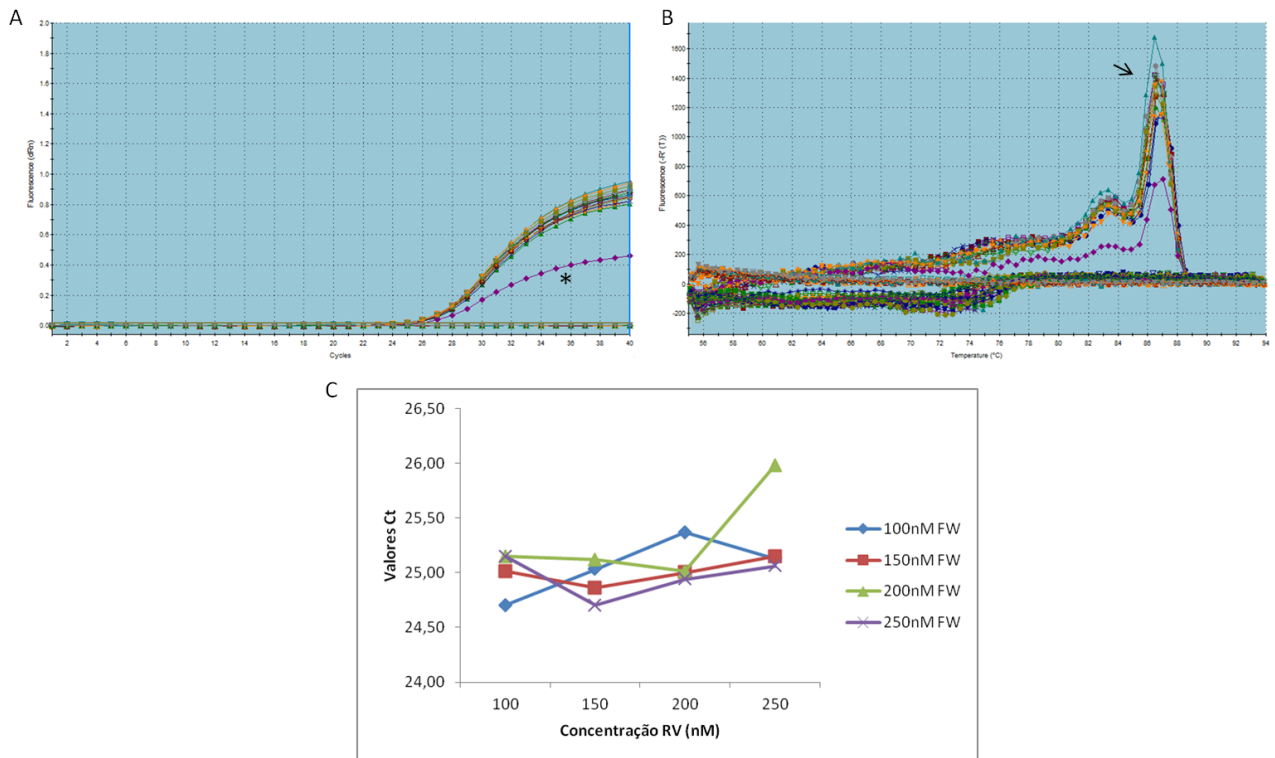 A
2.0
1.8
1.6
1.4
1.2
1.0
0.8
0.6
0.4
0.2
0.0
Fluorescence (dRn)
*
2 4 6 8 10 12 14 16 18 20 22 24 26 28 30 32 34 36 38 40
Cycles
B
1600
1400
1200
1000
800
600
400
200
0
-200
Fluorescence (-R' (T))
56 58 60 62 64 66 68 70 72 74 76 78 80 82 84 86 88 90 92 94
Temperature (°C)
C
26,50
26,00
25,50
25,00
24,50
24,00
Valores Ct
100 150 200 250
Concentração RV (nM)
100nM FW
150nM FW
200nM FW
250nM FW